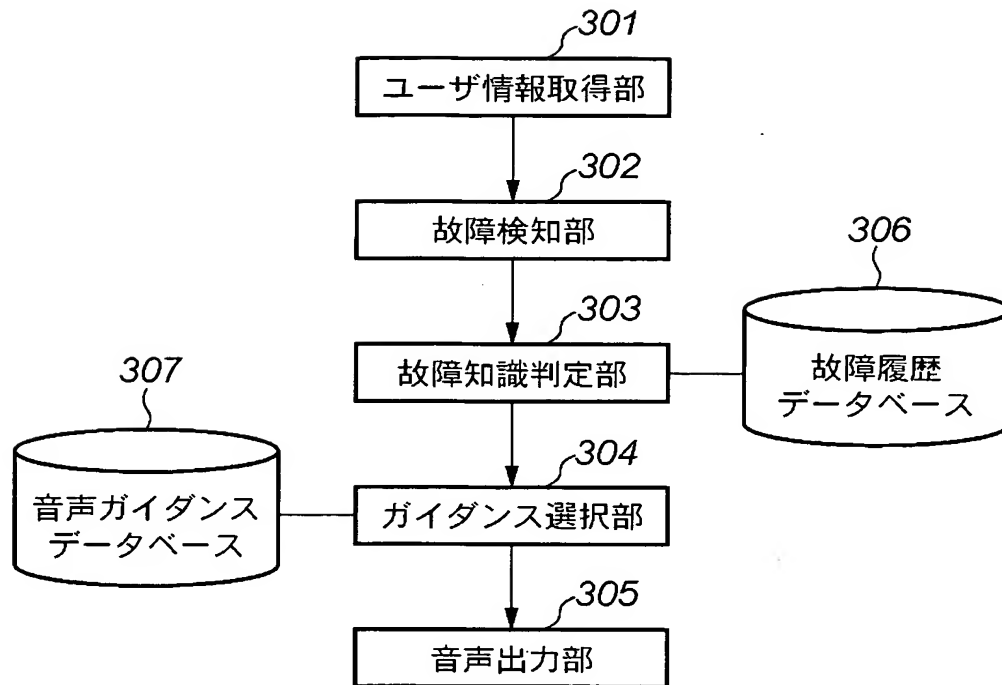 301
ユーザ情報取得部
302
故障検知部
303
故障知識判定部
306
故障履歴
データベース
307
音声ガイダンス
データベース
304
ガイダンス選択部
305
音声出力部